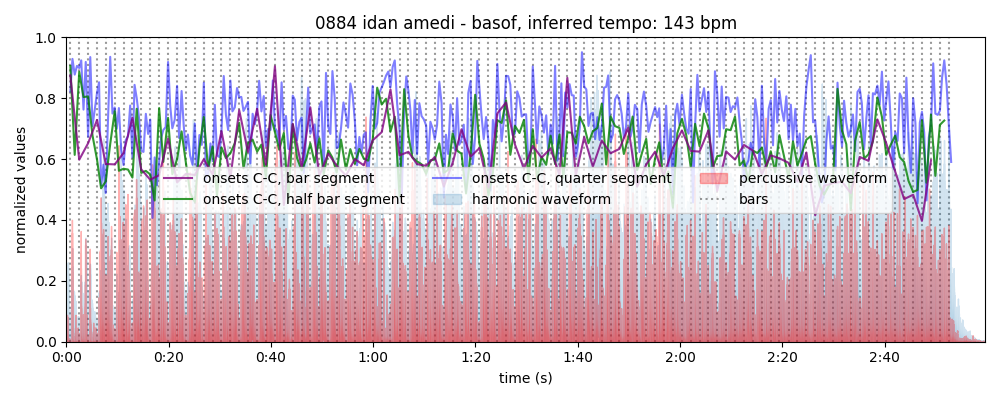 0884 idan amedi - basof, inferred tempo: 143 bpm
normalized values
1.0
0.8
0.6
0.4
0.2
0.0
onsets C-C, bar segment
onsets C-C, half bar segment
onsets C-C, quarter segment
harmonic waveform
percussive waveform
bars
0:00 0:20 0:40 1:00 1:20 1:40 2:00 2:20 2:40
time (s)